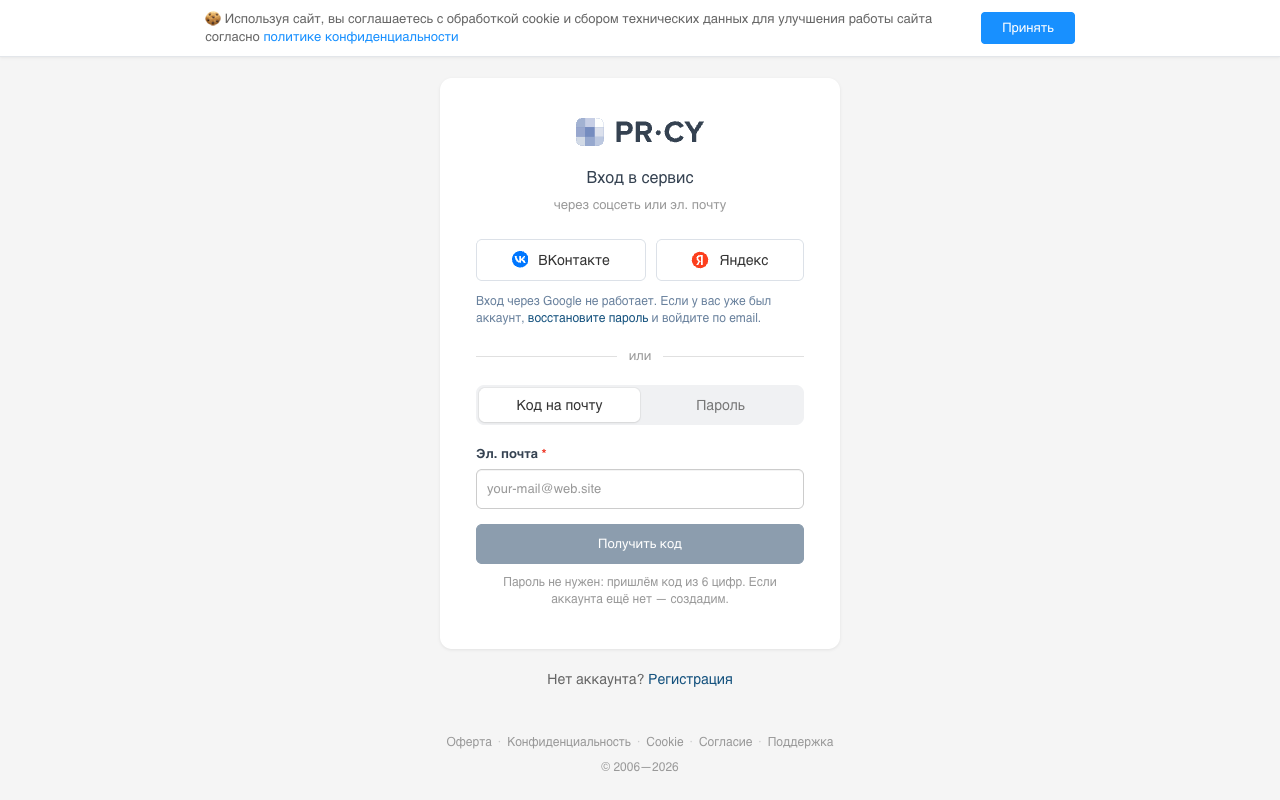 🍪 Используя сайт, вы соглашаетесь с обработкой cookie и сбором технических данных для улучшения работы сайта
согласно политике конфиденциальности
Принять
PR·CY
Вход в сервис
через соцсеть или эл. почту
ВКонтакте
Яндекс
Вход через Google не работает. Если у вас уже был
аккаунт, восстановите пароль и войдите по email.
или
Код на почту
Пароль
Эл. почта *
your-mail@web.site
Получить код
Пароль не нужен: пришлём код из 6 цифр. Если
аккаунта ещё нет — создадим.
Нет аккаунта? Регистрация
Оферта · Конфиденциальность · Cookie · Согласие · Поддержка
© 2006—2026